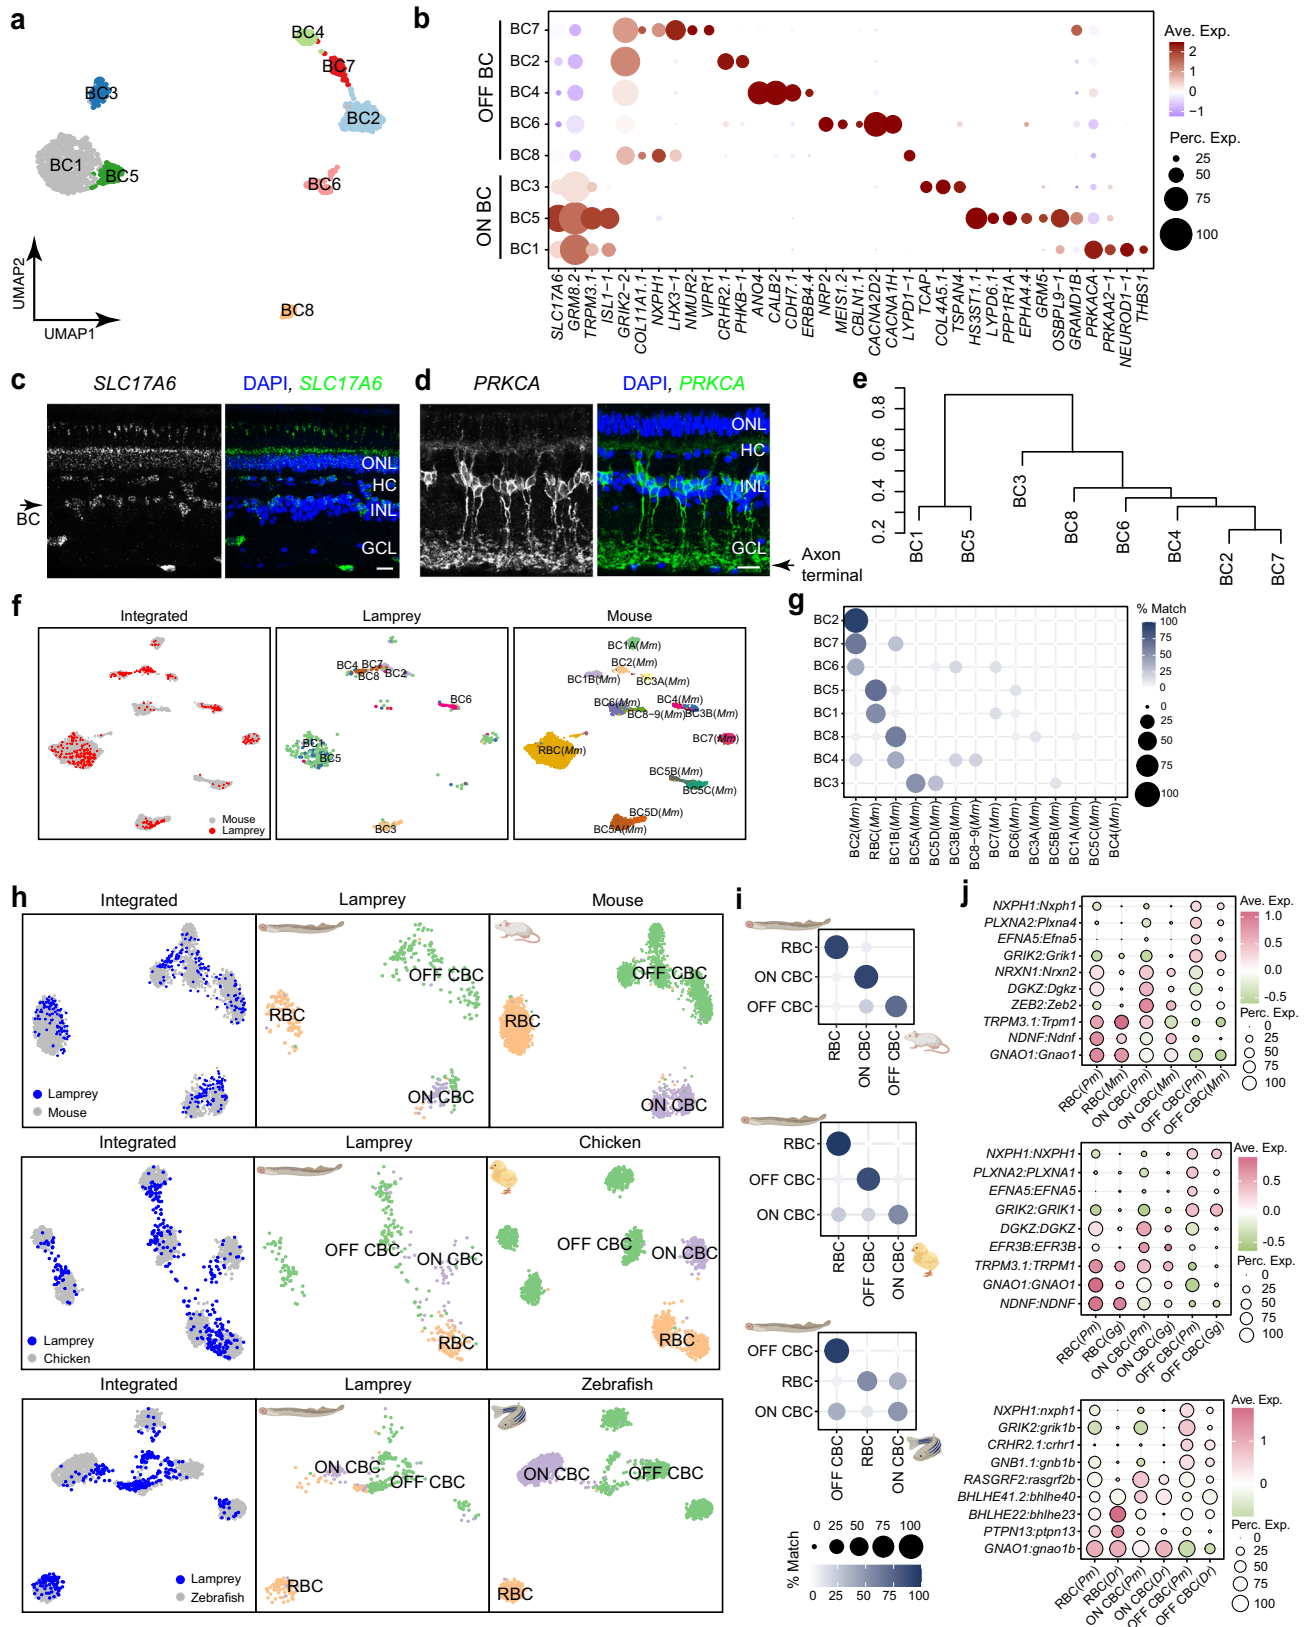 a
BC4
BC7
BC3
BC2
BC1
BC5
BC6
BC8
UMAP2
UMAP1
b
OFF BC
ON BC
BC7
BC2
BC4
BC6
BC8
BC3
BC5
BC1
SLC17A6
GRM8.2
TRPM3.1
ISL1-1
GRIK2-2
COL11A1.1
NXPH1
LHX3-1
NMUR2
VIPR1
CRHR2.1
PHKB-1
ANO4
CALB2
CDH7.1
ERBB4.4
NRP2
MEIS1.2
CBLN1.1
CACNA2D2
CACNA1H
LYPD1-1
TCAP
COL4A5.1
TSPAN4
HS3ST1.1
LYPD6.1
PPP1R1A
EPHA4.4
GRM5
OSBPL9-1
GRAMD1B
PRKACA
PRKAA2-1
NEUROD1-1
THBS1
Ave. Exp.
2
1
0
−1
Perc. Exp.
25
50
75
100
c
SLC17A6
DAPI, SLC17A6
ONL
HC
INL
GCL
BC
d
PRKCA
DAPI, PRKCA
ONL
HC
INL
GCL
Axon
terminal
e
0.8
0.6
0.4
0.2
BC1
BC5
BC3
BC8
BC6
BC4
BC2
BC7
f
Integrated
Mouse
Lamprey
Lamprey
BC4
BC7
BC8
BC2
BC6
BC1
BC5
BC3
Mouse
BC1A(Mm)
BC2(Mm)
BC1B(Mm)
BC3A(Mm)
BC6(Mm)
BC4(Mm)
BC8−9(Mm)
BC3B(Mm)
BC7(Mm)
RBC(Mm)
BC5B(Mm)
BC5C(Mm)
BC5D(Mm)
BC5A(Mm)
g
BC2
BC7
BC6
BC5
BC1
BC8
BC4
BC3
BC2(Mm)
RBC(Mm)
BC1B(Mm)
BC5A(Mm)
BC5D(Mm)
BC3B(Mm)
BC8−9(Mm)
BC7(Mm)
BC6(Mm)
BC3A(Mm)
BC5B(Mm)
BC1A(Mm)
BC5C(Mm)
BC4(Mm)
% Match
100
75
50
25
0
0
25
50
75
100
h
Integrated
Lamprey
Mouse
Lamprey
OFF CBC
RBC
ON CBC
Mouse
OFF CBC
RBC
ON CBC
Integrated
Lamprey
Chicken
Lamprey
OFF CBC
ON CBC
RBC
Chicken
OFF CBC
ON CBC
RBC
Integrated
Lamprey
Zebrafish
Lamprey
ON CBC
OFF CBC
RBC
Zebrafish
ON CBC
OFF CBC
RBC
i
RBC
ON CBC
OFF CBC
RBC
ON CBC
OFF CBC
RBC
OFF CBC
ON CBC
RBC
OFF CBC
ON CBC
OFF CBC
RBC
ON CBC
OFF CBC
RBC
ON CBC
% Match
0 25 50 75 100
0 25 50 75 100
j
NXPH1:Nxph1
PLXNA2:Plxna4
EFNA5:Efna5
GRIK2:Grik1
NRXN1:Nrxn2
DGKZ:Dgkz
ZEB2:Zeb2
TRPM3.1:Trpm1
NDNF:Ndnf
GNAO1:Gnao1
RBC(Pm)
RBC(Mm)
ON CBC(Pm)
ON CBC(Mm)
OFF CBC(Pm)
OFF CBC(Mm)
Ave. Exp.
1.0
0.5
0.0
-0.5
Perc. Exp.
0
25
50
75
100
NXPH1:NXPH1
PLXNA2:PLXNA1
EFNA5:EFNA5
GRIK2:GRIK1
DGKZ:DGKZ
EFR3B:EFR3B
TRPM3.1:TRPM1
GNAO1:GNAO1
NDNF:NDNF
RBC(Pm)
RBC(Gg)
ON CBC(Pm)
ON CBC(Gg)
OFF CBC(Pm)
OFF CBC(Gg)
Ave. Exp.
0.5
0.0
-0.5
Perc. Exp.
0
25
50
75
100
NXPH1:nxph1
GRIK2:grik1b
CRHR2.1:crhr1
GNB1.1:gnb1b
RASGRF2:rasgrf2b
BHLHE41.2:bhlhe40
BHLHE22:bhlhe23
PTPN13:ptpn13
GNAO1:gnao1b
RBC(Pm)
RBC(Dr)
ON CBC(Pm)
ON CBC(Dr)
OFF CBC(Pm)
OFF CBC(Dr)
Ave. Exp.
1
0
Perc. Exp.
0
25
50
75
100